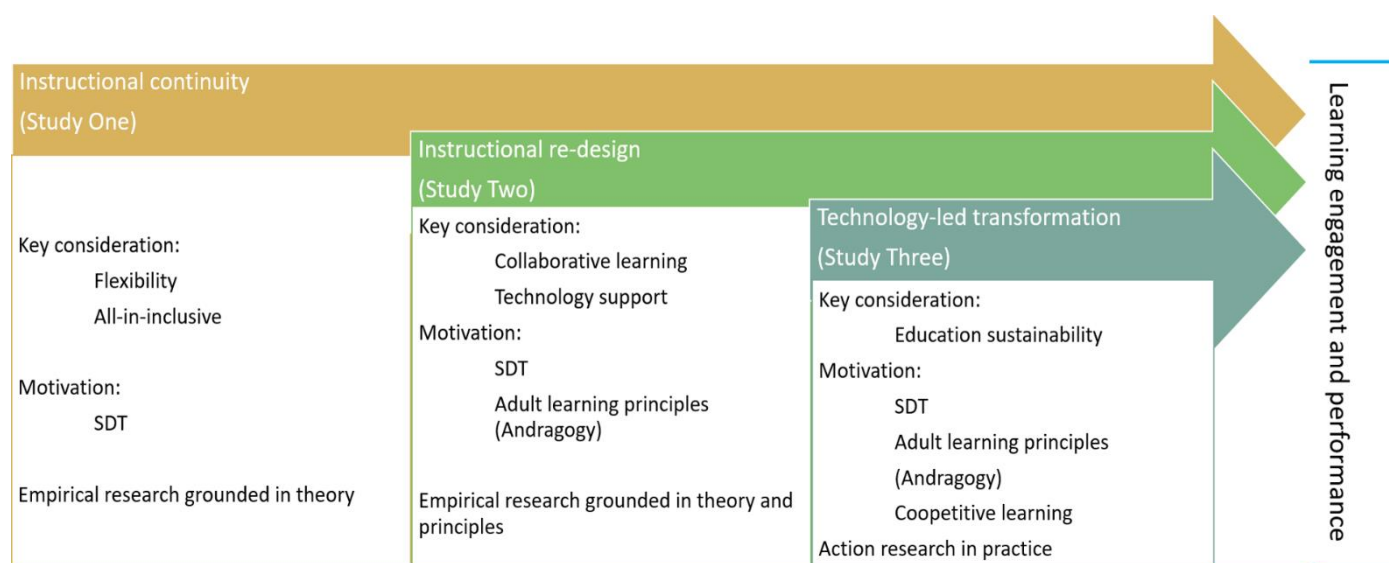 Instructional continuity
(Study One)
Key consideration:
Flexibility
All-in-inclusive
Motivation:
SDT
Empirical research grounded in theory
Instructional re-design
(Study Two)
Key consideration:
Collaborative learning
Technology support
Motivation:
SDT
Adult learning principles
(Andragogy)
Empirical research grounded in theory and
principles
Technology-led transformation
(Study Three)
Key consideration:
Education sustainability
Motivation:
SDT
Adult learning principles
(Andragogy)
Coopetitive learning
Action research in practice
Learning engagement and performance